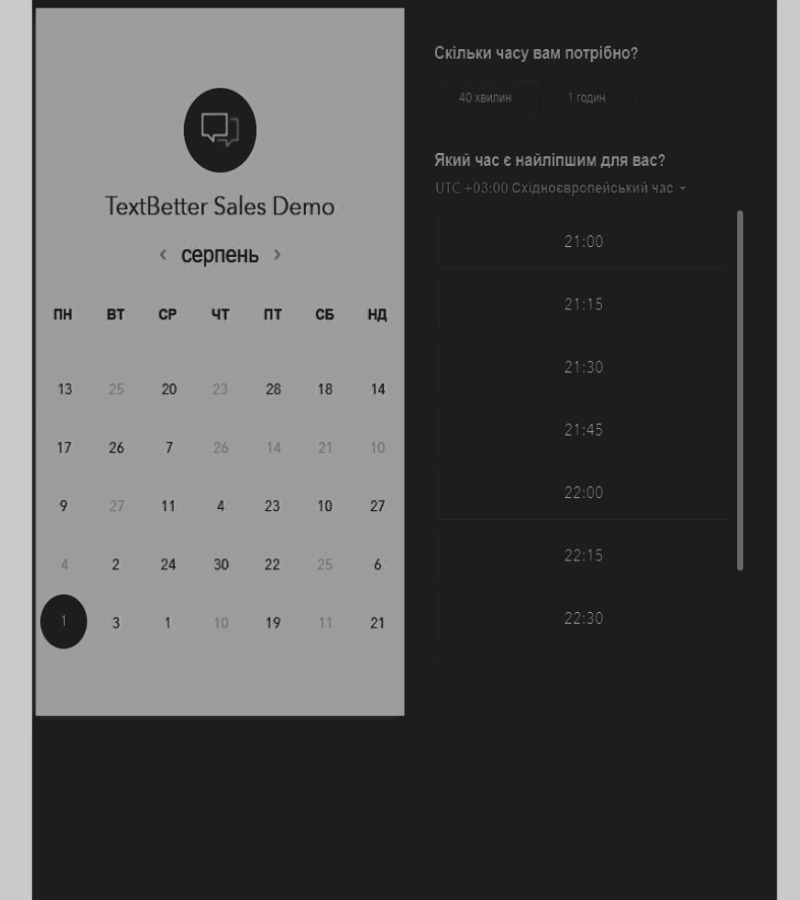 TextBetter Sales Demo
‹ серпень ›
ПН ВТ СР ЧТ ПТ СБ НД
13 25 20 23 28 18 14
17 26 7 26 14 21 10
9 27 11 4 23 10 27
4 2 24 30 22 25 6
1 3 1 10 19 11 21
Скільки часу вам потрібно?
40 хвилин 1 годин
Який час є найліпшим для вас?
UTC +03:00 Східноєвропейський час
21:00
21:15
21:30
21:45
22:00
22:15
22:30